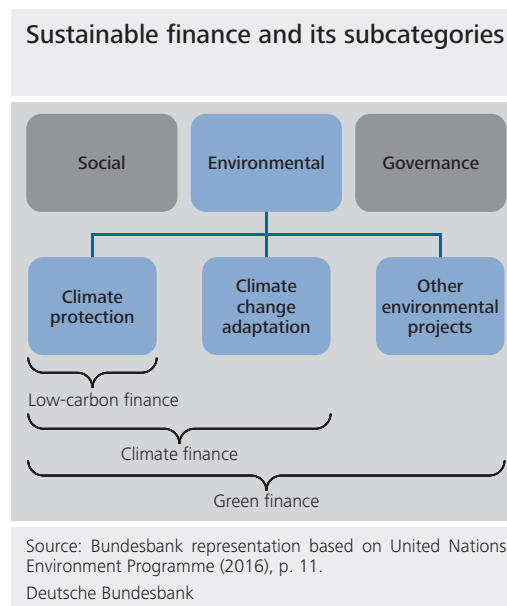 Sustainable finance and its subcategories
Social
Environmental
Governance
Climate
protection
Climate
change
adaptation
Other
environmental
projects
Low-carbon finance
Climate finance
Green finance
Source: Bundesbank representation based on United Nations
Environment Programme (2016), p. 11.
Deutsche Bundesbank